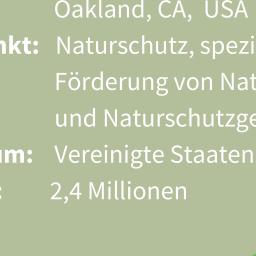 Oakland, CA, USA
nkt: Naturschutz, spezi
Förderung von Nat
und Naturschutzge
um: Vereinigte Staaten
: 2,4 Millionen